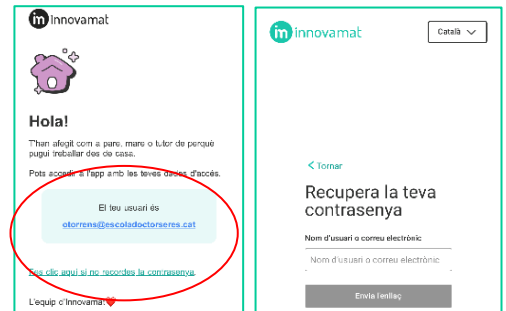 innovamat
Hola!
T'han afegit com a pare, mare o tutor de perquè
pugui treballar des de casa.
Pots accedir a l'app amb les teves dades d'accés.
El teu usuari és
otorrens@escoladoctorseres.cat
Fes clic aquí si no recordes la contrasenya.
L'equip d'Innovamat
innovamat
Català
Tornar
Recupera la teva
contrasenya
Nom d'usuari o correu electrònic
Nom d'usuari o correu electrònic
Envia l'enllaç